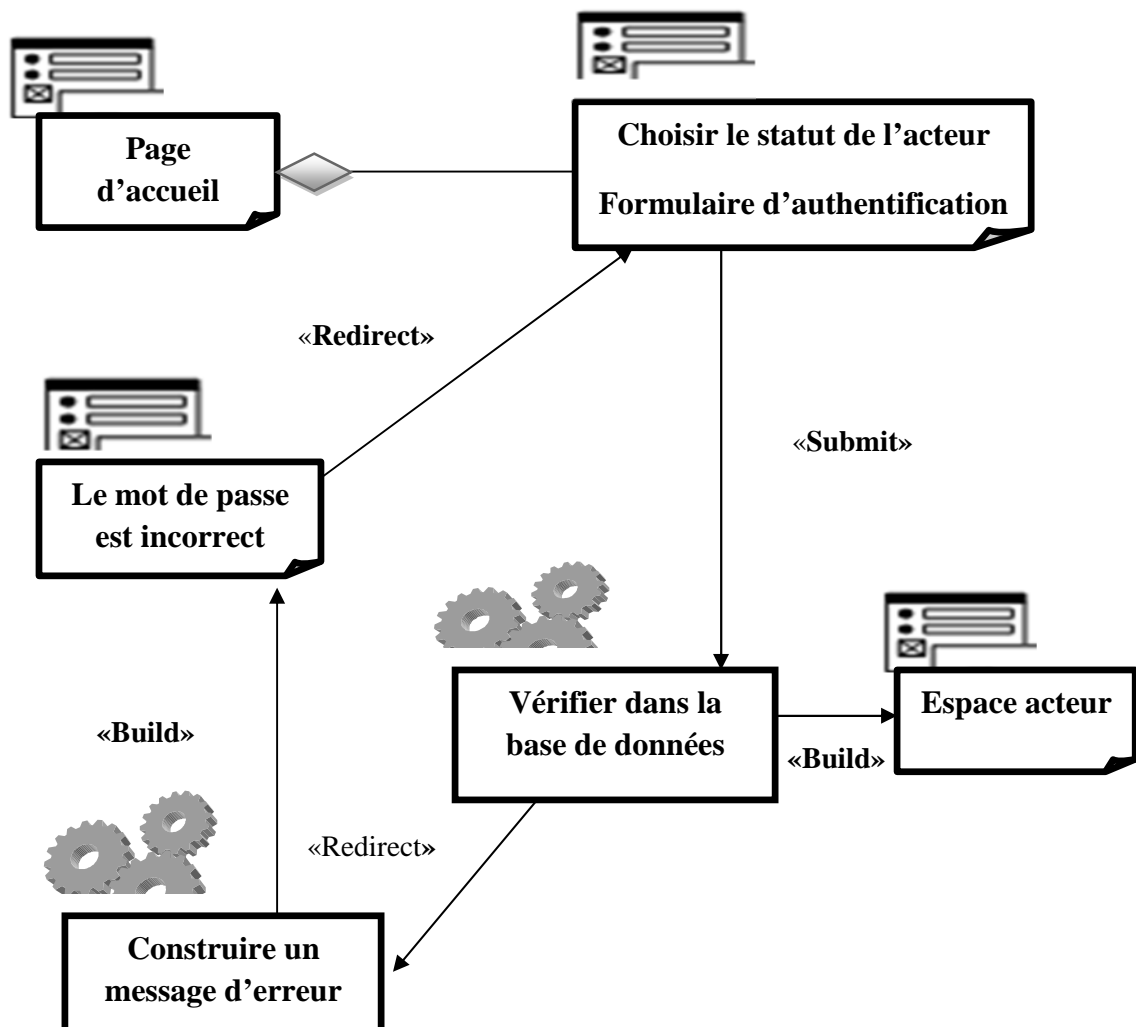 Page
d’accueil
Choisir le statut de l’acteur
Formulaire d’authentification
«Redirect»
«Submit»
Le mot de passe
est incorrect
Vérifier dans la
base de données
Espace acteur
«Build»
«Build»
«Redirect»
Construire un
message d’erreur